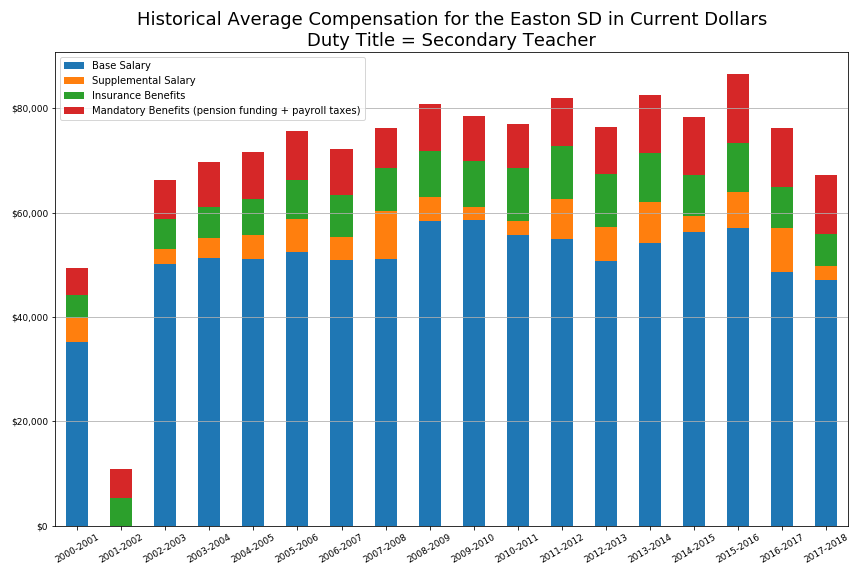 Historical Average Compensation for the Easton SD in Current Dollars
Duty Title = Secondary Teacher
Base Salary
Supplemental Salary
Insurance Benefits
Mandatory Benefits (pension funding + payroll taxes)
$80,000
$60,000
$40,000
$20,000
$0
2000-2001 2001-2002 2002-2003 2003-2004 2004-2005 2005-2006 2006-2007 2007-2008 2008-2009 2009-2010 2010-2011 2011-2012 2012-2013 2013-2014 2014-2015 2015-2016 2016-2017 2017-2018